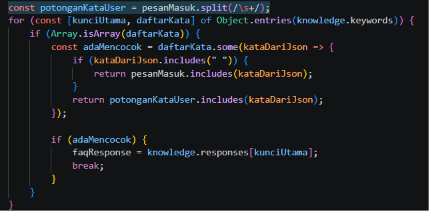 const potonganKataUser = pesanMasuk.split(/\s+/);
for (const [kunciUtama, daftarKata] of Object.entries(knowledge.keywords)) {
    if (Array.isArray(daftarKata)) {
        const adaMencocok = daftarKata.some(kataDariJson => {
            if (kataDariJson.includes(" ")) {
                return pesanMasuk.includes(kataDariJson);
            }
            return potonganKataUser.includes(kataDariJson);
        });

        if (adaMencocok) {
            faqResponse = knowledge.responses[kunciUtama];
            break;
        }
    }
}